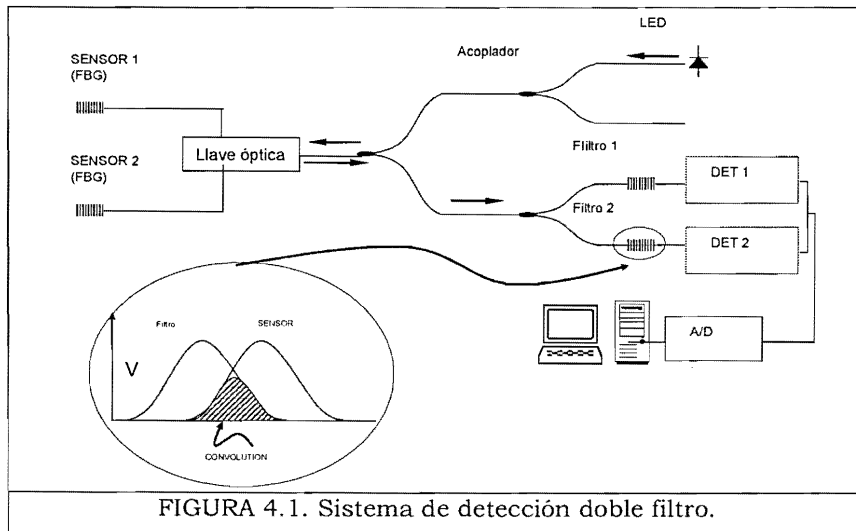 LED
Acoplador
SENSOR 1
(FBG)
Llave óptica
SENSOR 2
(FBG)
Fliltro 1
DET 1
Filtro 2
DET 2
A/D
Filtro
SENSOR
V
CONVOLUTION
FIGURA 4.1. Sistema de detección doble filtro.